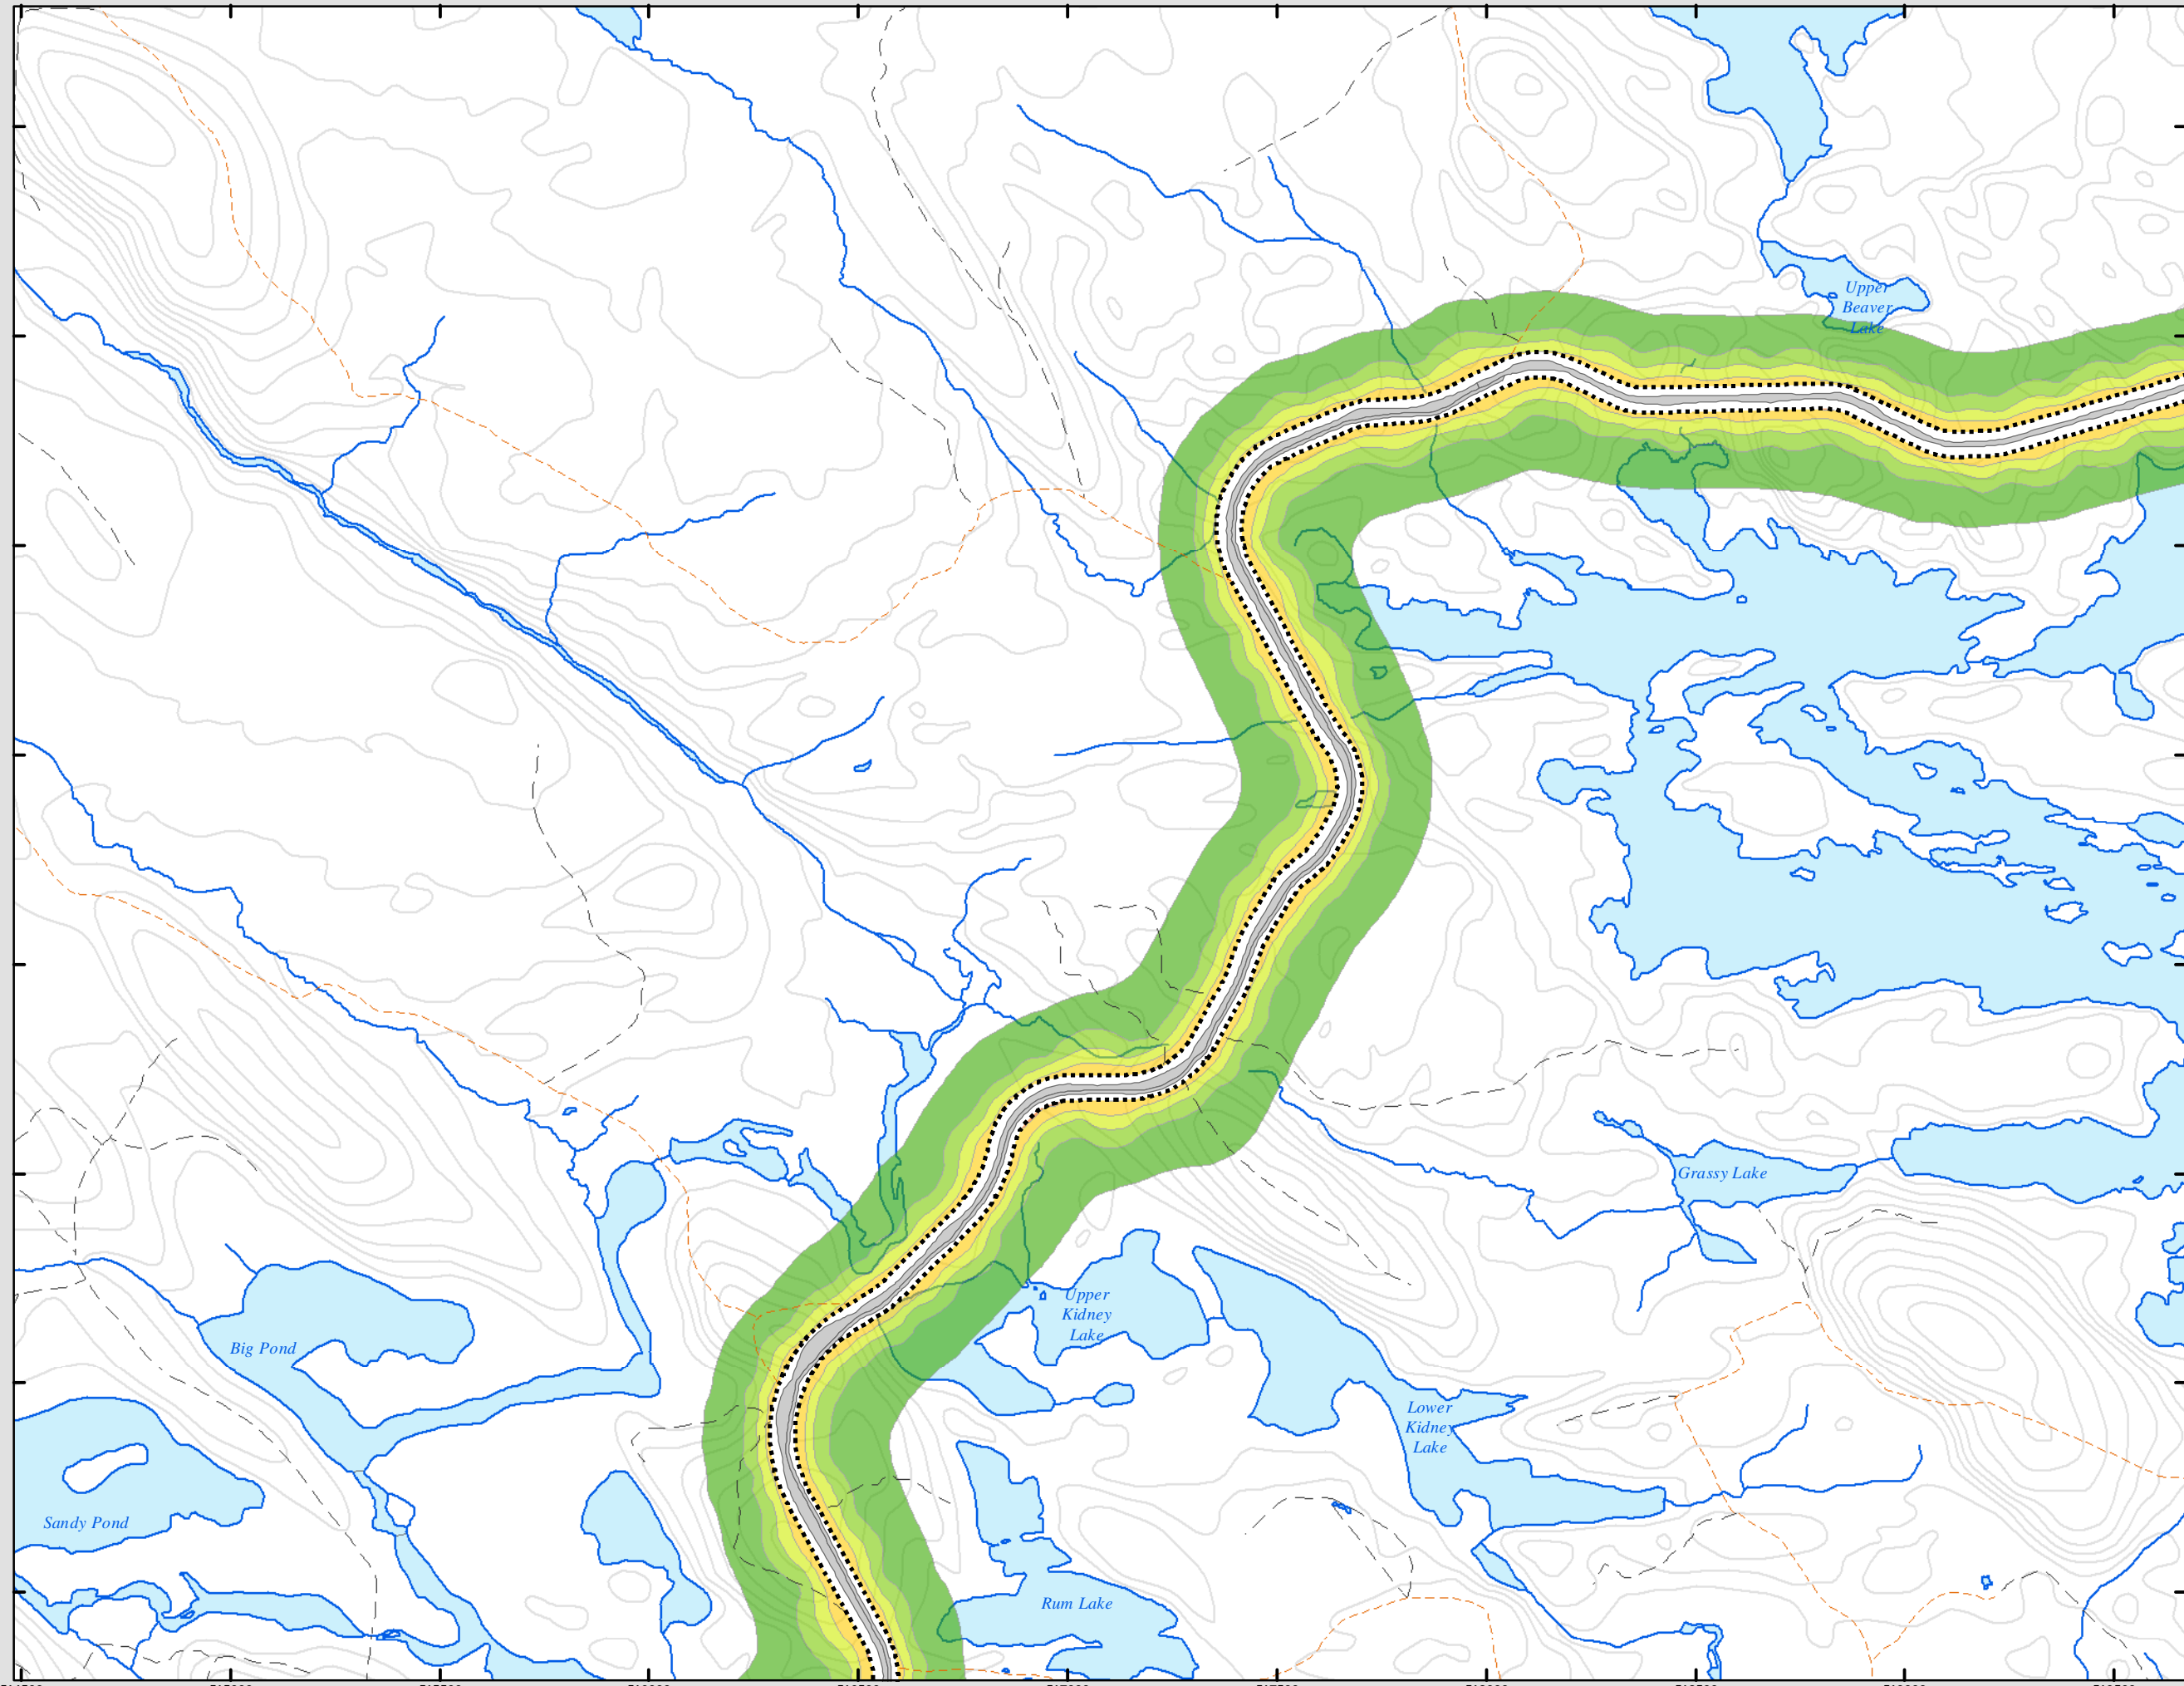 Upper
Beaver
Lake
Grassy Lake
Upper
Kidney
Lake
Big Pond
Lower
Kidney
Lake
Sandy Pond
Rum Lake